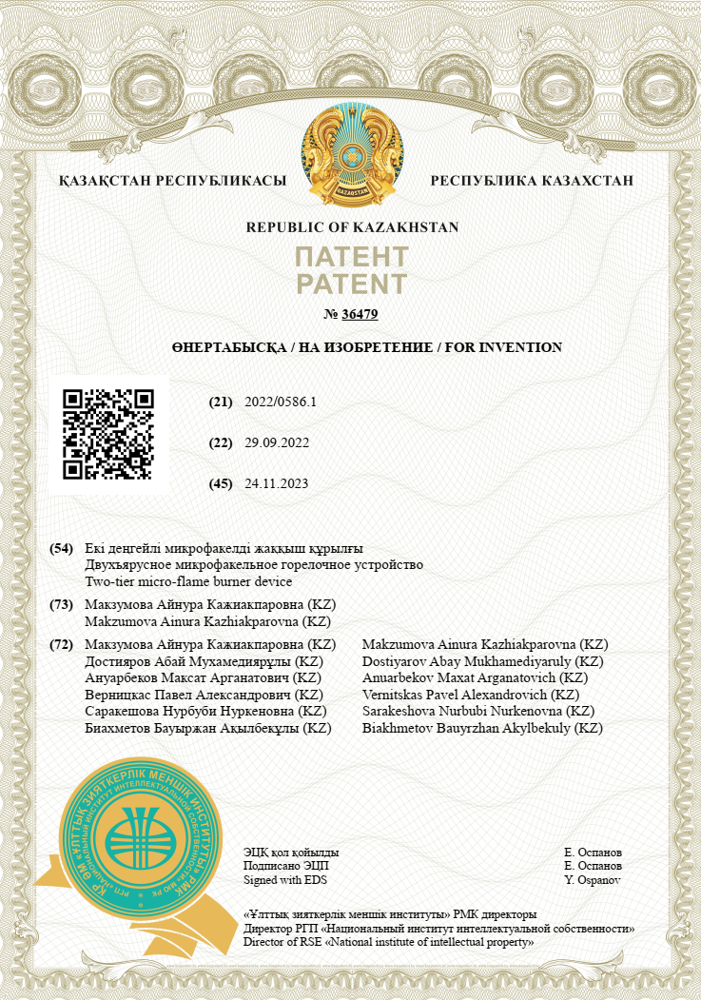 ҚАЗАҚСТАН РЕСПУБЛИКАСЫ
РЕСПУБЛИКА КАЗАХСТАН
QAZAQSTAN
REPUBLIC OF KAZAKHSTAN
ПАТЕНТ
PATENT
№ 36479
ӨНЕРТАБЫСҚА / НА ИЗОБРЕТЕНИЕ / FOR INVENTION
(21) 2022/0586.1
(22) 29.09.2022
(45) 24.11.2023
(54) Екі деңгейлі микрофакелді жаққыш құрылғы
Двухъярусное микрофакельное горелочное устройство
Two-tier micro-flame burner device
(73) Макзумова Айнура Кажиакпаровна (KZ)
Makzumova Ainura Kazhiakparovna (KZ)
(72) Макзумова Айнура Кажиакпаровна (KZ) Makzumova Ainura Kazhiakparovna (KZ)
Достияров Абай Мухамедиярұлы (KZ) Dostiyarov Abay Mukhamediyaruly (KZ)
Ануарбеков Максат Арганатович (KZ) Anuarbekov Maxat Arganatovich (KZ)
Верницкас Павел Александрович (KZ) Vernitskas Pavel Alexandrovich (KZ)
Саракешова Нурбуби Нуркеновна (KZ) Sarakeshova Nurbubi Nurkenovna (KZ)
Биахметов Бауыржан Ақылбекұлы (KZ) Biakhmetov Bauyrzhan Akylbekuly (KZ)
ҚР ӘМ «ҰЛТТЫҚ ЗИЯТКЕРЛІК МЕНШІК ИНСТИТУТЫ» РМК
РГП «НАЦИОНАЛЬНЫЙ ИНСТИТУТ ИНТЕЛЛЕКТУАЛЬНОЙ СОБСТВЕННОСТИ» МЮ РК
ЭЦҚ қол қойылды Е. Оспанов
Подписано ЭЦП Е. Оспанов
Signed with EDS Y. Ospanov
«Ұлттық зияткерлік меншік институты» РМК директоры
Директор РГП «Национальный институт интеллектуальной собственности»
Director of RSE «National institute of intellectual property»